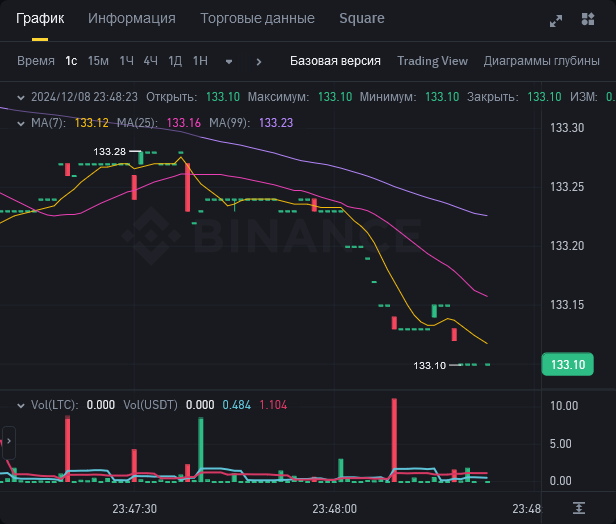 График Информация Торговые данные Square
Время 1с 15м 1Ч 4Ч 1Д 1Н Базовая версия Trading View Диаграммы глубины
2024/12/08 23:48:23 Открыть: 133.10 Максимум: 133.10 Минимум: 133.10 Закрыть: 133.10 ИЗМ: 0.
MA(7): 133.12 MA(25): 133.16 MA(99): 133.23
133.30
133.28
133.25
BINANCE
133.20
133.15
133.10
133.10
Vol(LTC): 0.000 Vol(USDT) 0.000 0.484 1.104
10.00
5.00
0.00
23:47:30 23:48:00 23:48